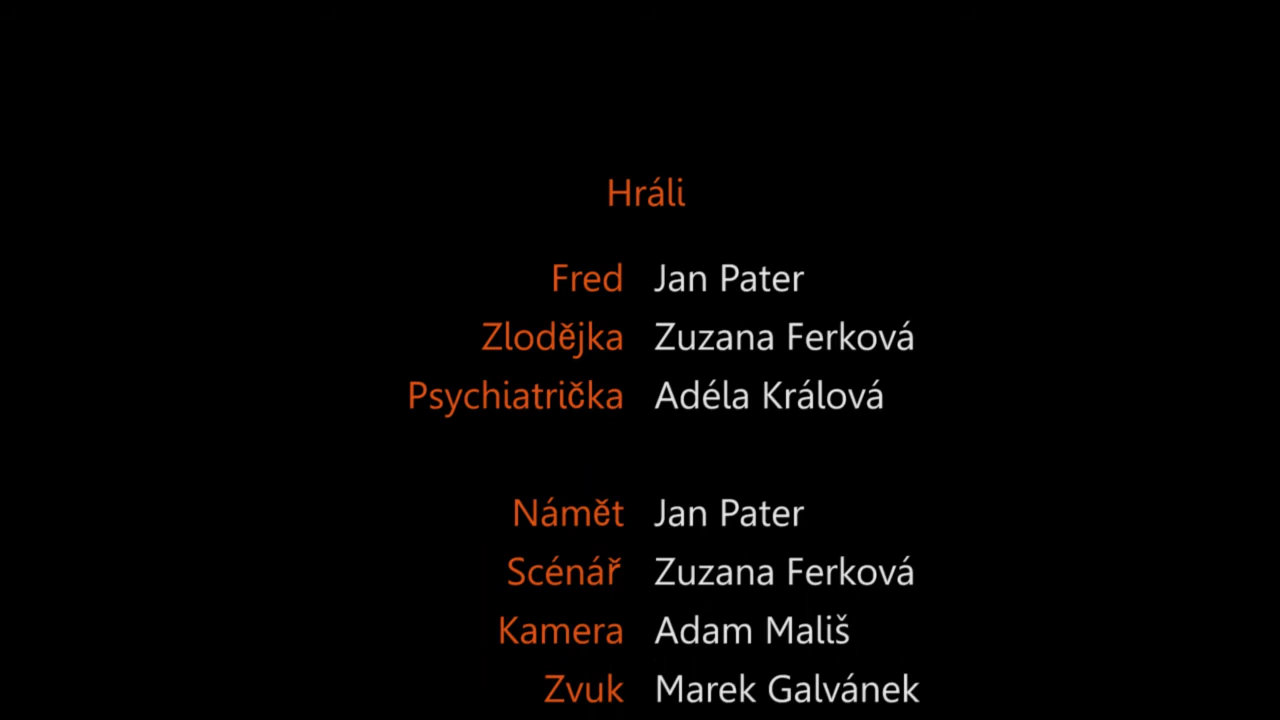 Hráli
Fred Jan Pater
Zlodějka Zuzana Ferková
Psychiatrička Adéla Králová
Námět Jan Pater
Scénář Zuzana Ferková
Kamera Adam Mališ
Zvuk Marek Galvánek